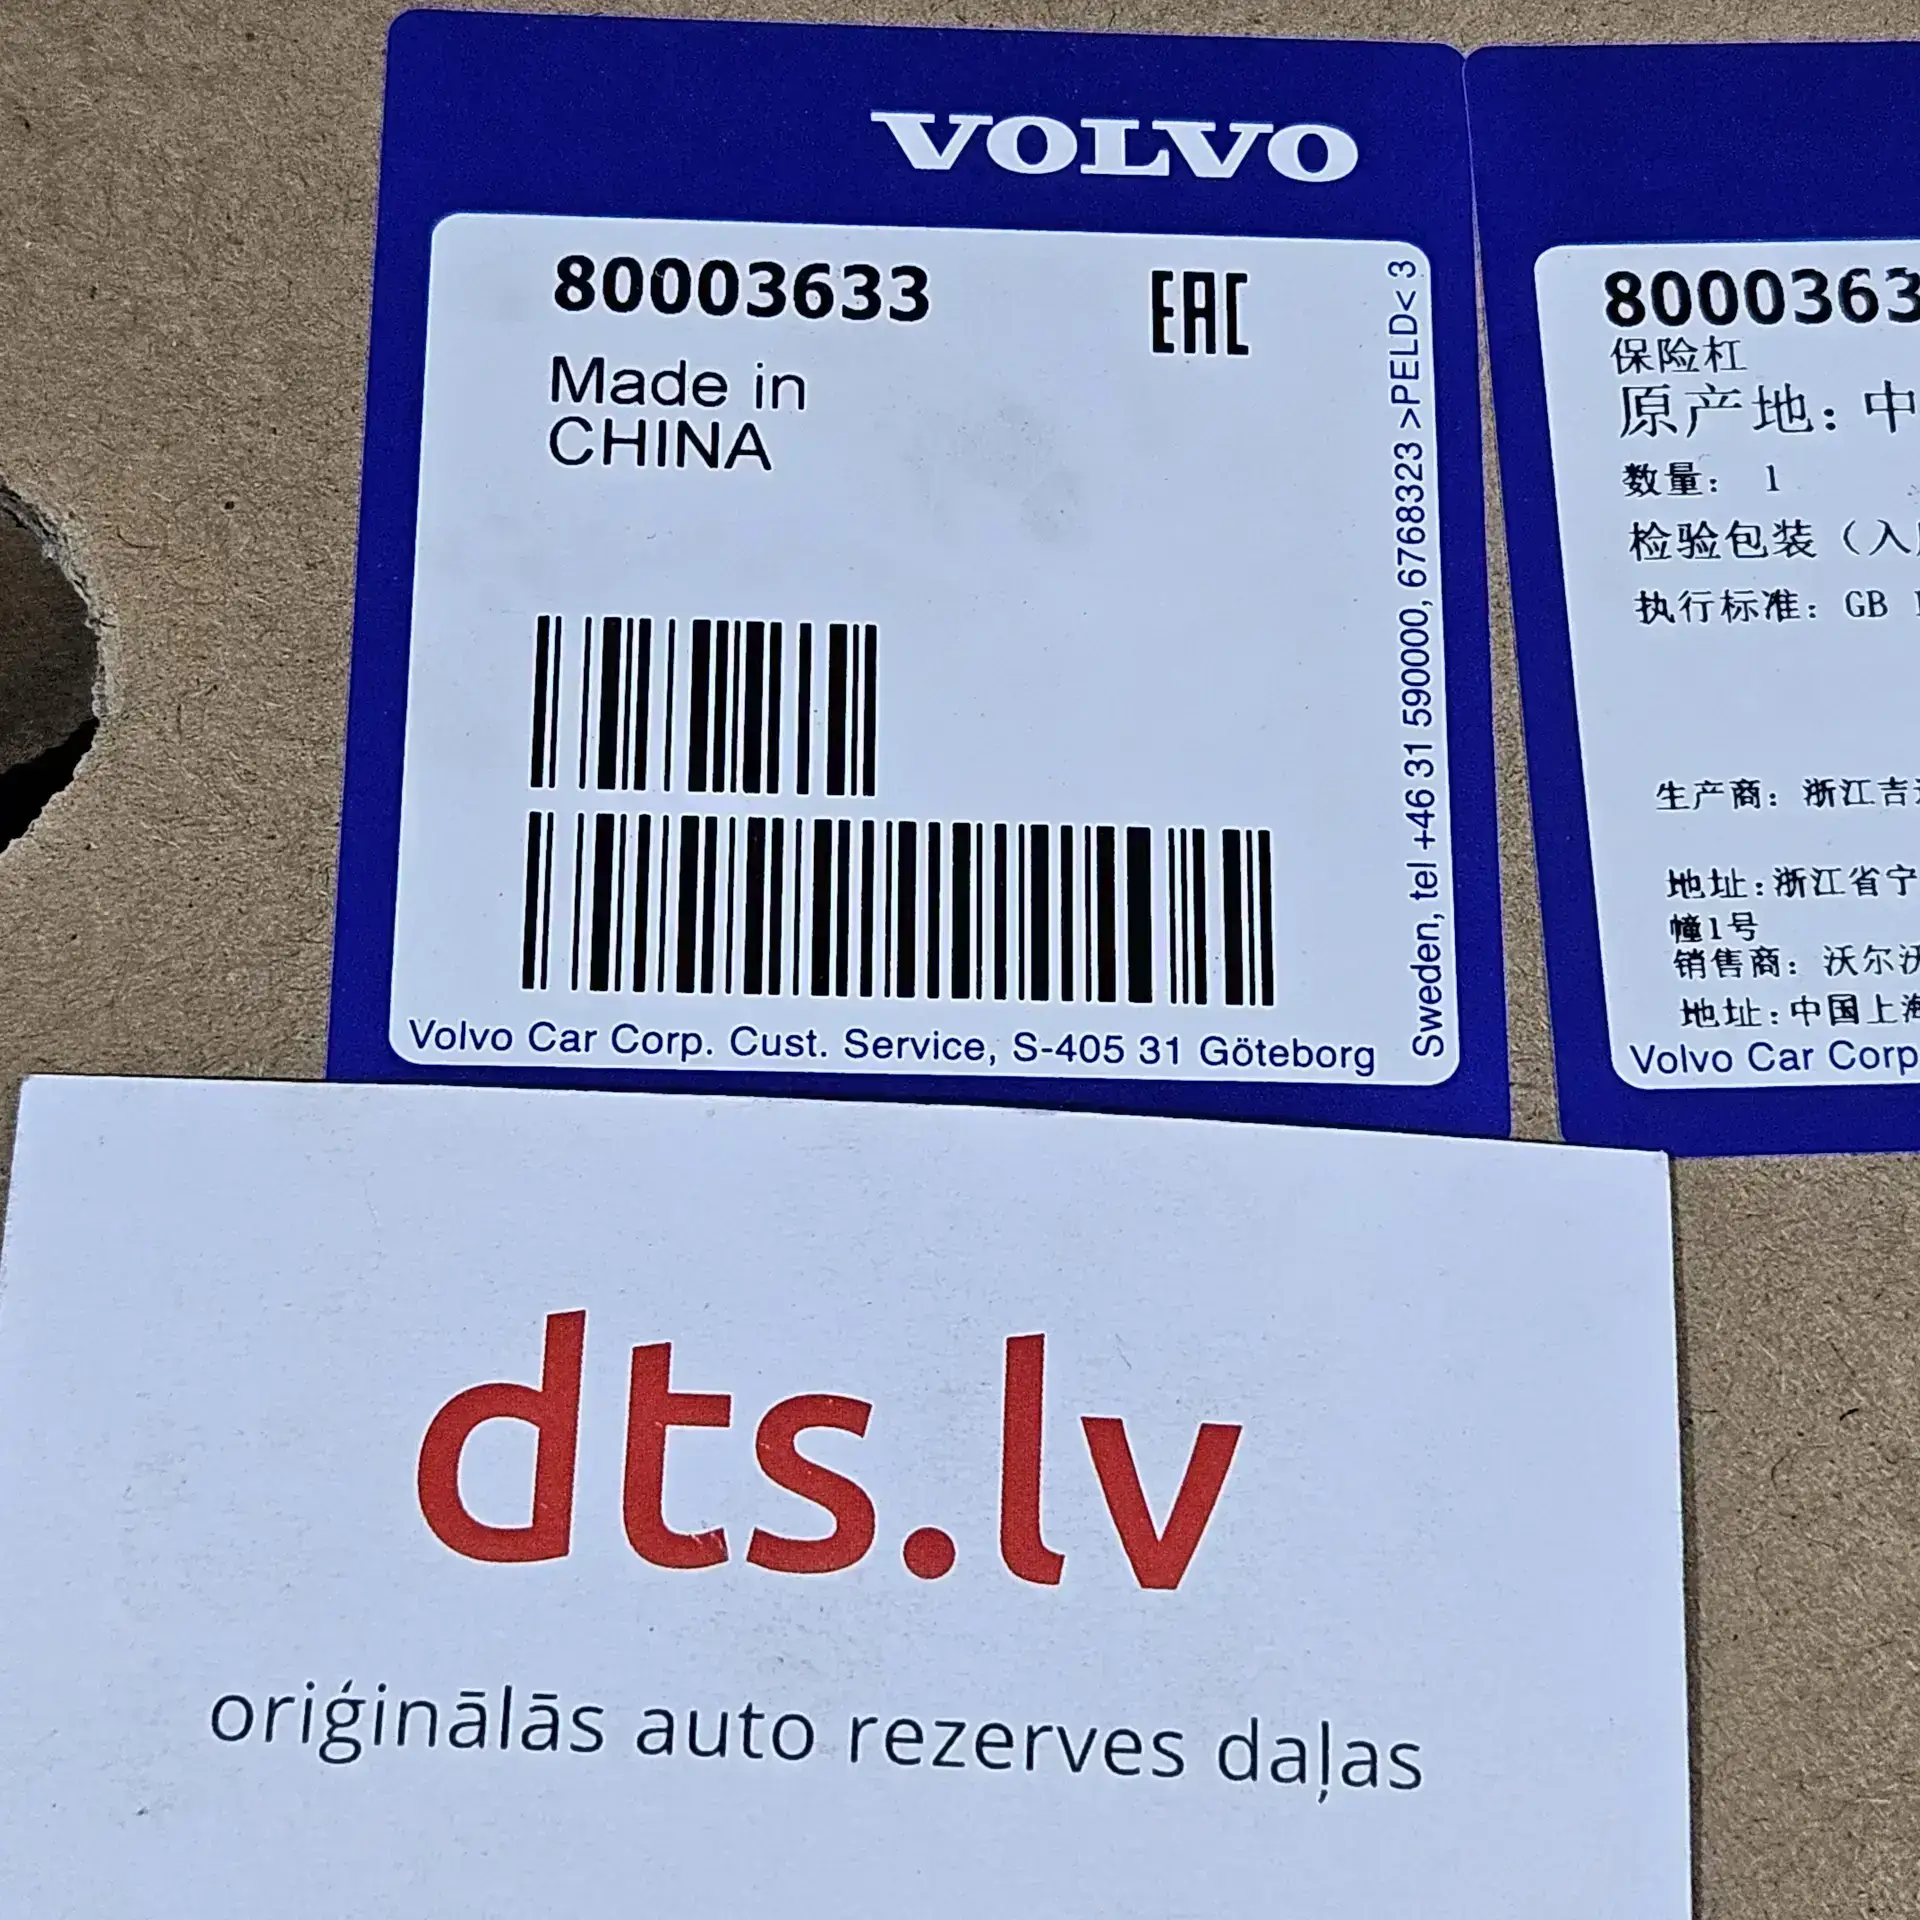 VOLVO
80003633
EAC
Made in
CHINA
Volvo Car Corp. Cust. Service, S-405 31 Göteborg
Sweden, tel +46 31 59000, 6768323 >PELD< 3
8000363
保险杠
原产地：中
数量： 1
检验包装（入
执行标准：GB
生产商：浙江吉
地址：浙江省宁
幢1号
销售商：沃尔沃
地址：中国上海
Volvo Car Corp
dts.lv
oriģinālās auto rezerves daļas